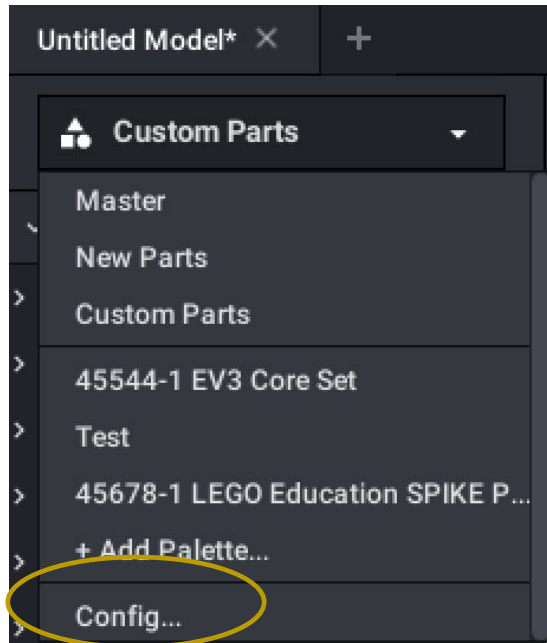 Untitled Model* × +
Custom Parts
Master
New Parts
Custom Parts
45544-1 EV3 Core Set
Test
45678-1 LEGO Education SPIKE P...
+ Add Palette...
Config...